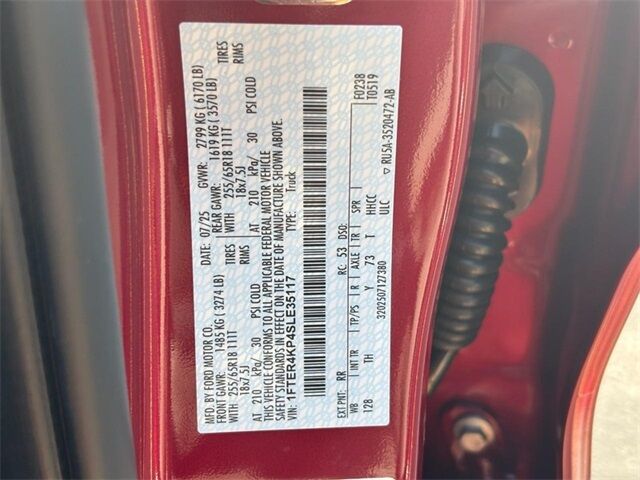 MFD. BY FORD MOTOR CO.
07/25
GVWR: 2799 KG ( 6170 LB)
FRONT GAWR: 1485 KG ( 3274 LB)
REAR GAWR: 1619 KG ( 3570 LB)
WITH 255/65R18 111T TIRES
WITH 255/65R18 111T TIRES
18x7.5J RIMS
18x7.5J RIMS
AT 210 kPa/ 30 PSI COLD
AT 210 kPa/ 30 PSI COLD
THIS VEHICLE CONFORMS TO ALL APPLICABLE FEDERAL MOTOR VEHICLE
SAFETY STANDARDS IN EFFECT ON THE DATE OF MANUFACTURE SHOWN ABOVE.
VIN: 1FTER4KP4SLE35117
TYPE: Truck
F0238
T0519
EXT PNT: RR RC: 53 DSO:
WB INT TR TP/PS R AXLE TR SPR
128 TH Y 73 T HHCC
ULC
3202507127380
▽ RU5A-3520472-AB